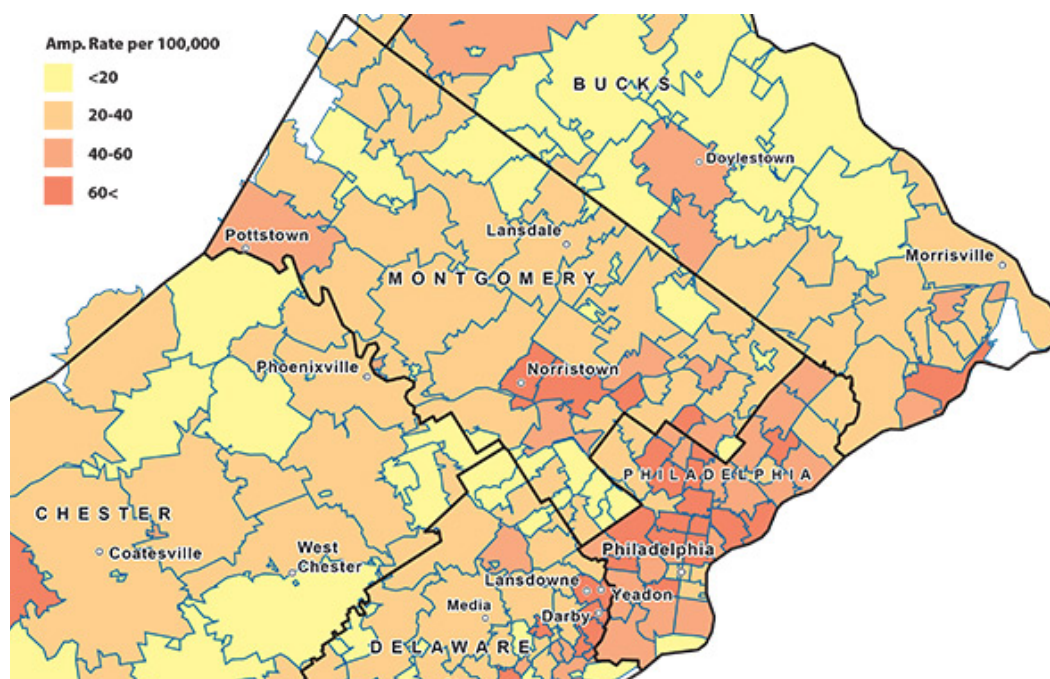 Amp. Rate per 100,000
<20
20-40
40-60
60<
BUCKS
Doylestown
Pottstown
Lansdale
Morrisville
MONTGOMERY
Phoenixville
Norristown
PHILADELPHIA
CHESTER
Coatesville
West
Chester
Philadelphia
Lansdowne
Yeadon
Media
Darby
DELAWARE